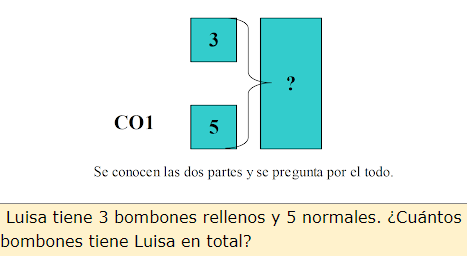 3
?
CO1
5
Se conocen las dos partes y se pregunta por el todo.
Luisa tiene 3 bombones rellenos y 5 normales. ¿Cuántos
bombones tiene Luisa en total?